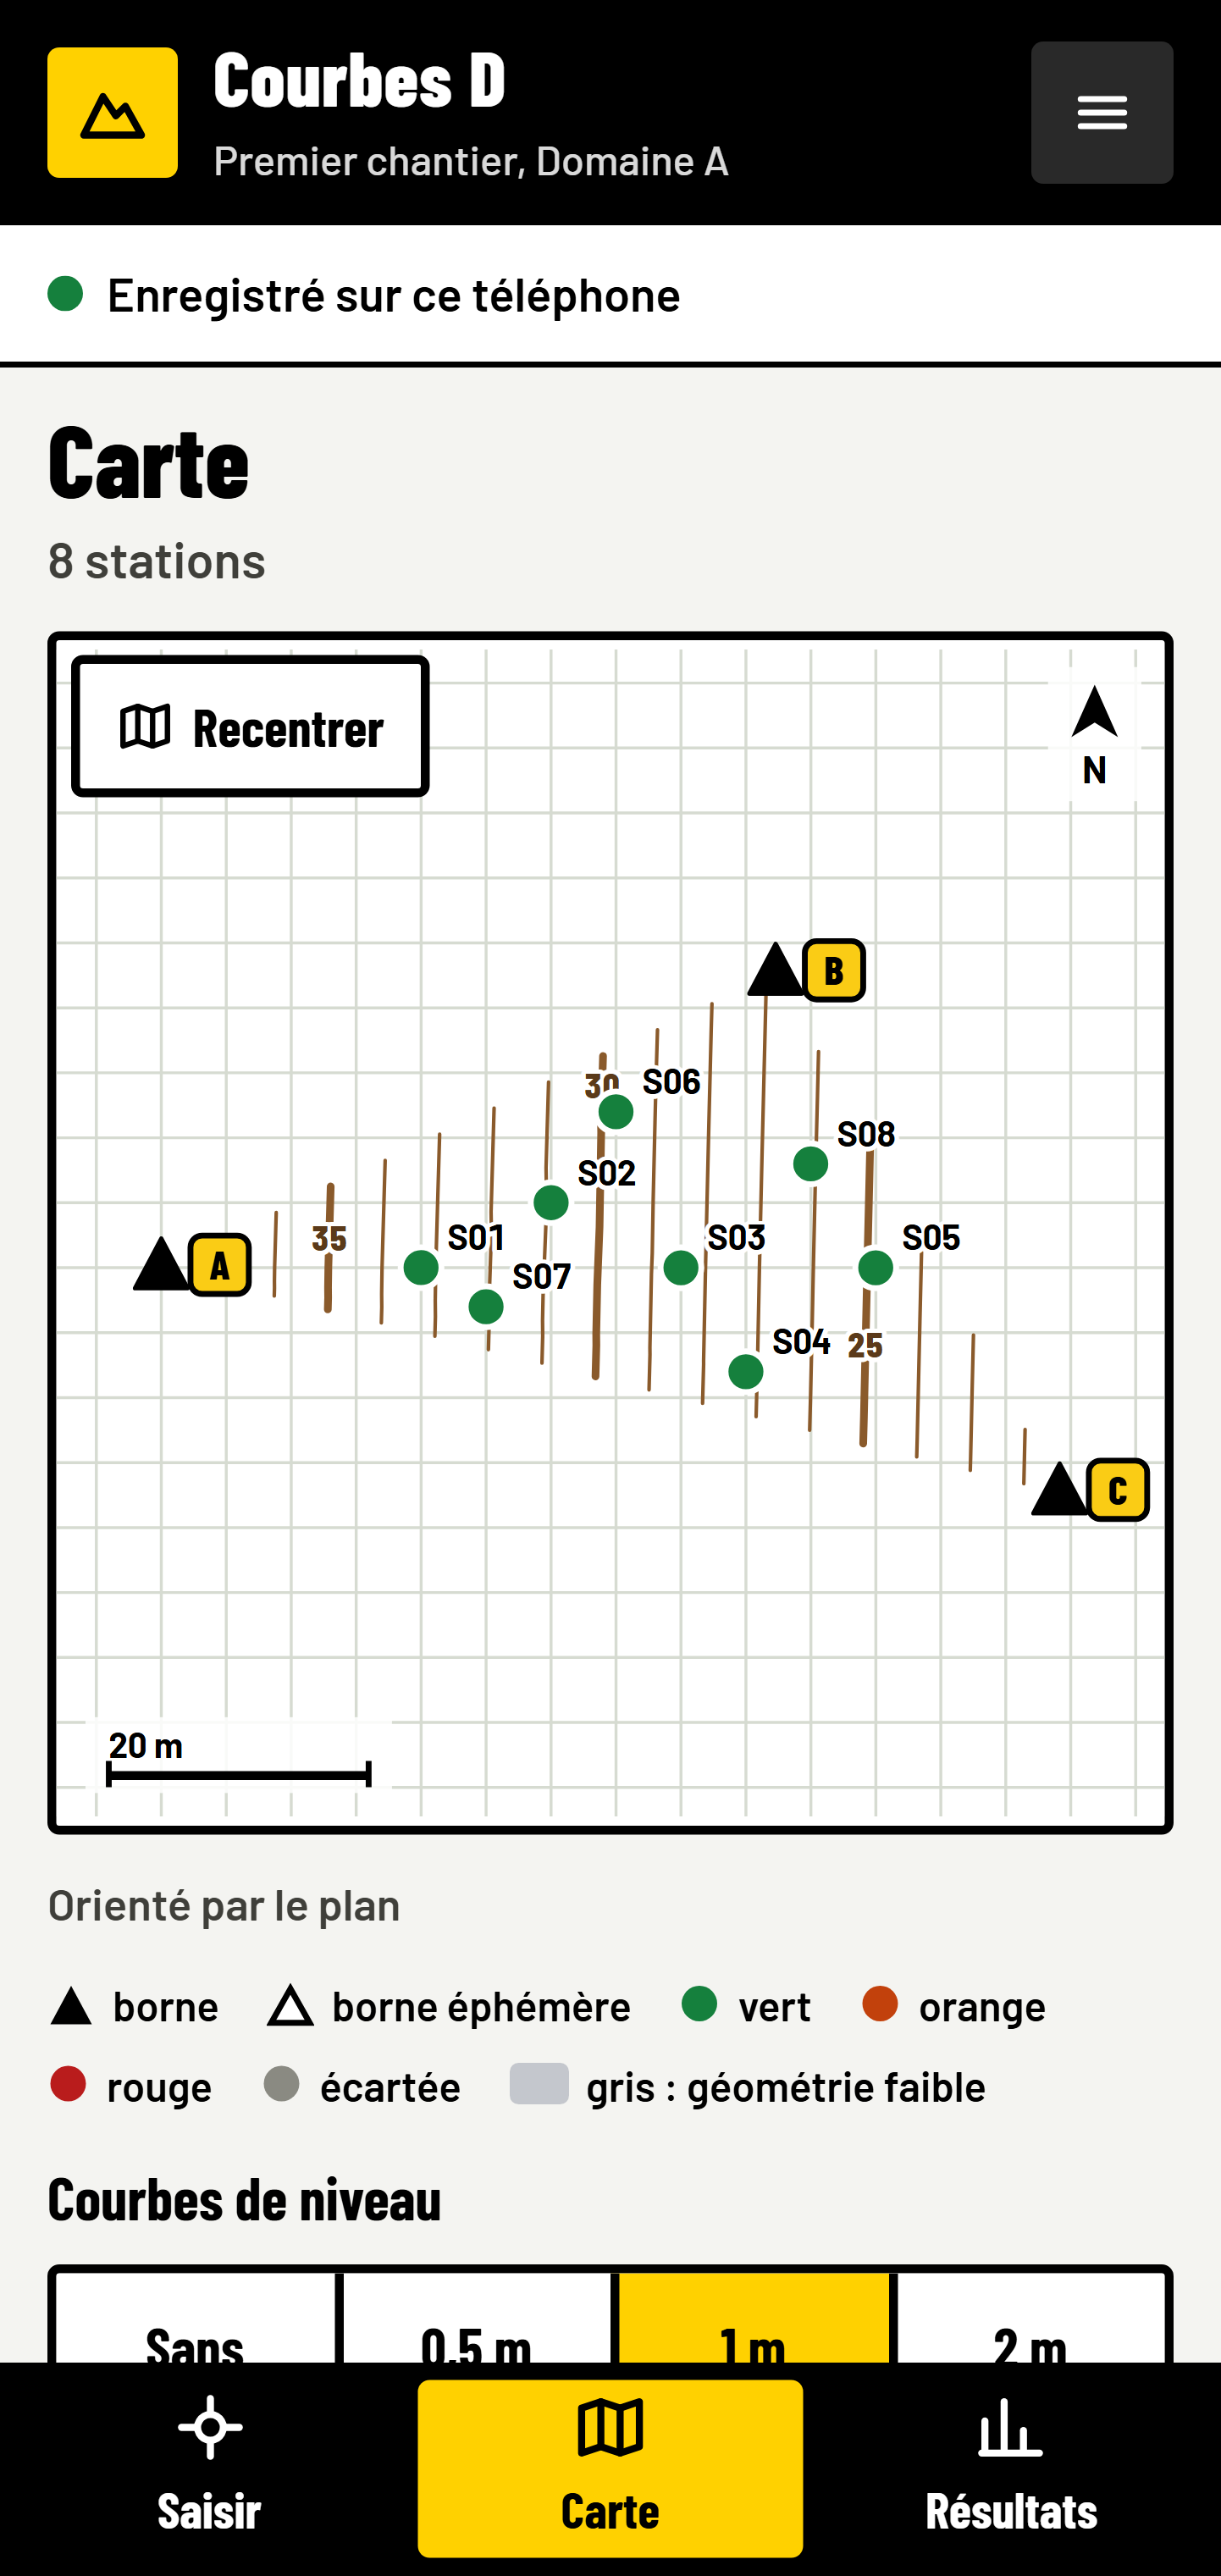 Courbes D
Premier chantier, Domaine A
Enregistré sur ce téléphone
Carte
8 stations
Recentrer
N
B
30
S06
S08
S02
35
A
S01
S03
S05
S07
S04
25
C
20 m
Orienté par le plan
borne
borne éphémère
vert
orange
rouge
écartée
gris : géométrie faible
Courbes de niveau
Sans
0,5 m
1 m
2 m
Saisir
Carte
Résultats